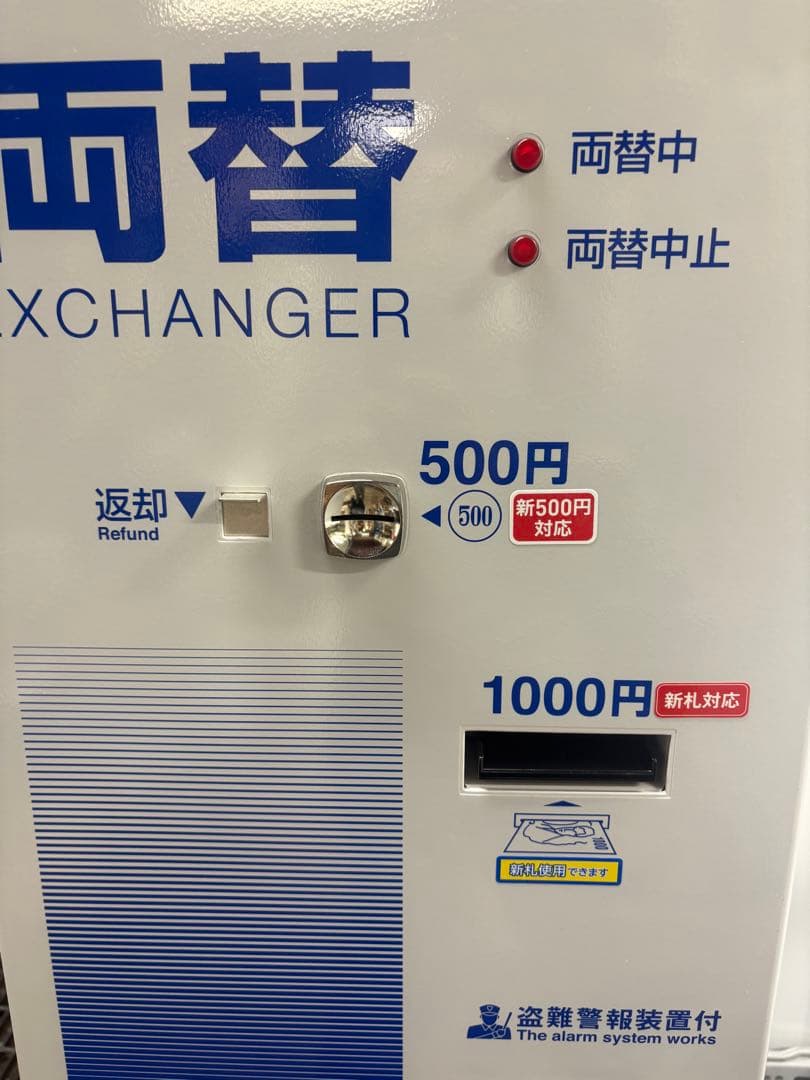 両替
EXCHANGER
両替中
両替中止
500円
返却▼
Refund
◀500
新500円
対応
1000円
新札対応
1000
新札使用できます
盗難警報装置付
The alarm system works